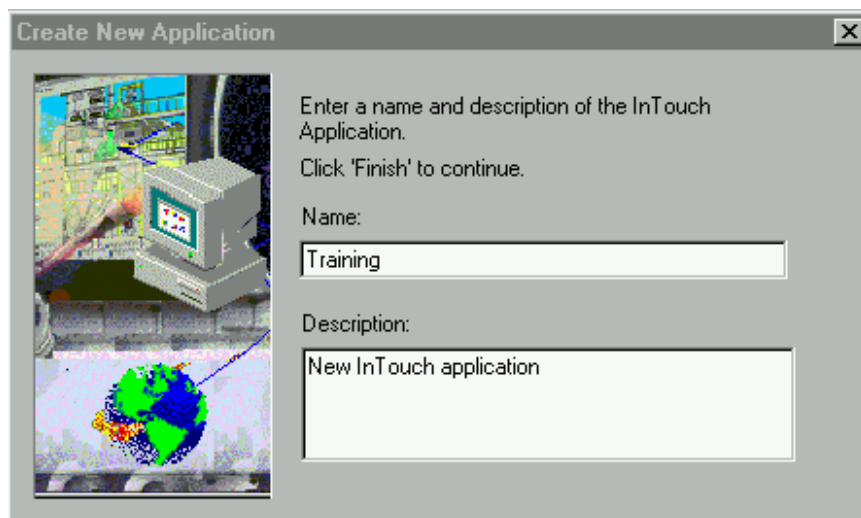 Create New Application
Enter a name and description of the InTouch
Application.
Click 'Finish' to continue.
Name:
Training
Description:
New InTouch application